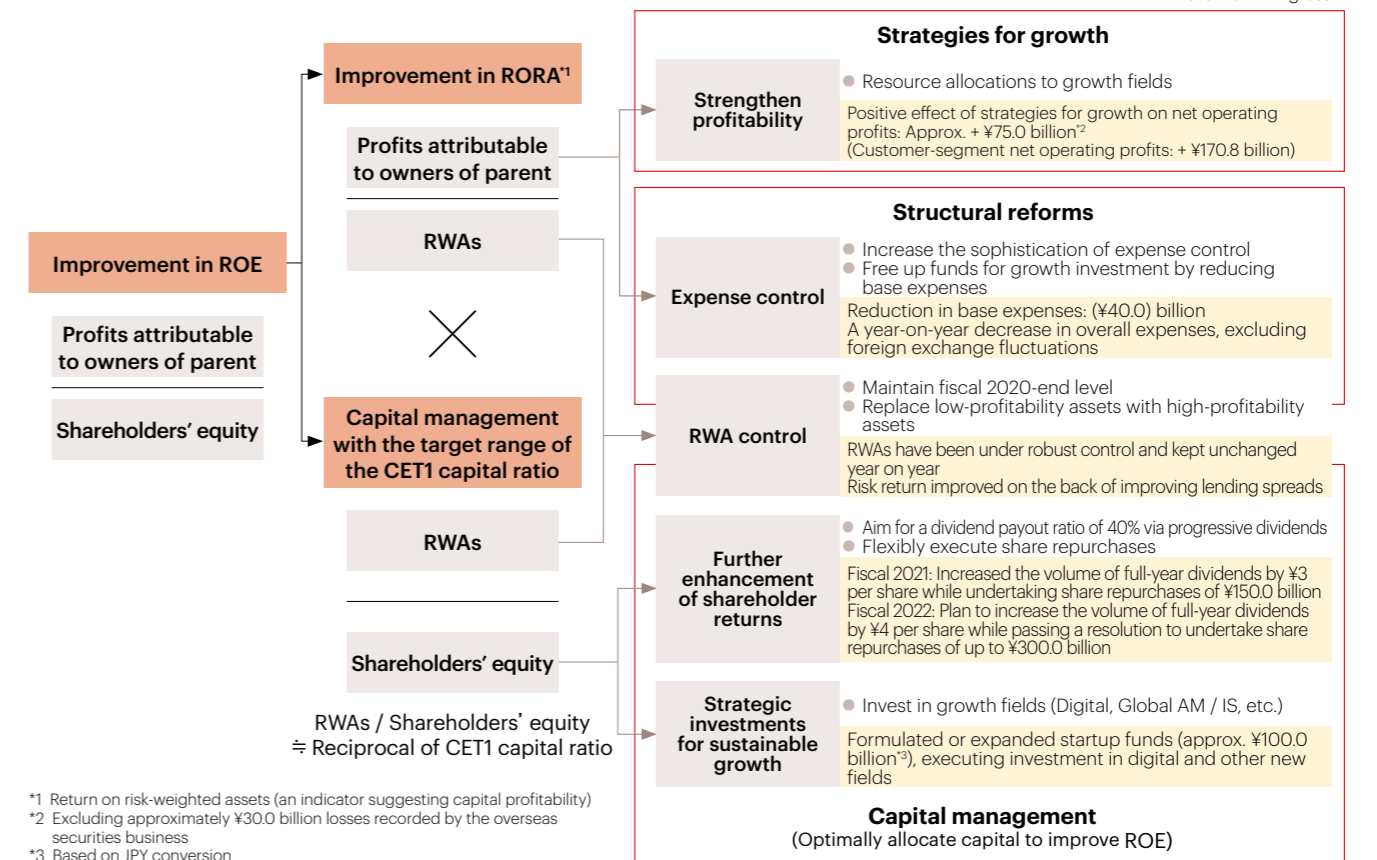 Improvement in ROE
Profits attributable
to owners of parent
Shareholders' equity
Improvement in RORA*1
Profits attributable
to owners of parent
RWAs
Capital management
with the target range of
the CET1 capital ratio
RWAs
Shareholders' equity
RWAs / Shareholders' equity
≒ Reciprocal of CET1 capital ratio
Strategies for growth
Strengthen
profitability
● Resource allocations to growth fields
Positive effect of strategies for growth on net operating
profits: Approx. + ¥75.0 billion*2
(Customer-segment net operating profits: + ¥170.8 billion)
Structural reforms
Expense control
● Increase the sophistication of expense control
● Free up funds for growth investment by reducing
base expenses
Reduction in base expenses: (¥40.0) billion
A year-on-year decrease in overall expenses, excluding
foreign exchange fluctuations
RWA control
● Maintain fiscal 2020-end level
● Replace low-profitability assets with high-profitability
assets
RWAs have been under robust control and kept unchanged
year on year
Risk return improved on the back of improving lending spreads
Further
enhancement
of shareholder
returns
● Aim for a dividend payout ratio of 40% via progressive dividends
● Flexibly execute share repurchases
Fiscal 2021: Increased the volume of full-year dividends by ¥3
per share while undertaking share repurchases of ¥150.0 billion
Fiscal 2022: Plan to increase the volume of full-year dividends
by ¥4 per share while passing a resolution to undertake share
repurchases of up to ¥300.0 billion
Strategic
investments
for sustainable
growth
● Invest in growth fields (Digital, Global AM / IS, etc.)
Formulated or expanded startup funds (approx. ¥100.0
billion*3), executing investment in digital and other new
fields
Capital management
(Optimally allocate capital to improve ROE)
*1 Return on risk-weighted assets (an indicator suggesting capital profitability)
*2 Excluding approximately ¥30.0 billion losses recorded by the overseas
securities business
*3 Based on JPY conversion